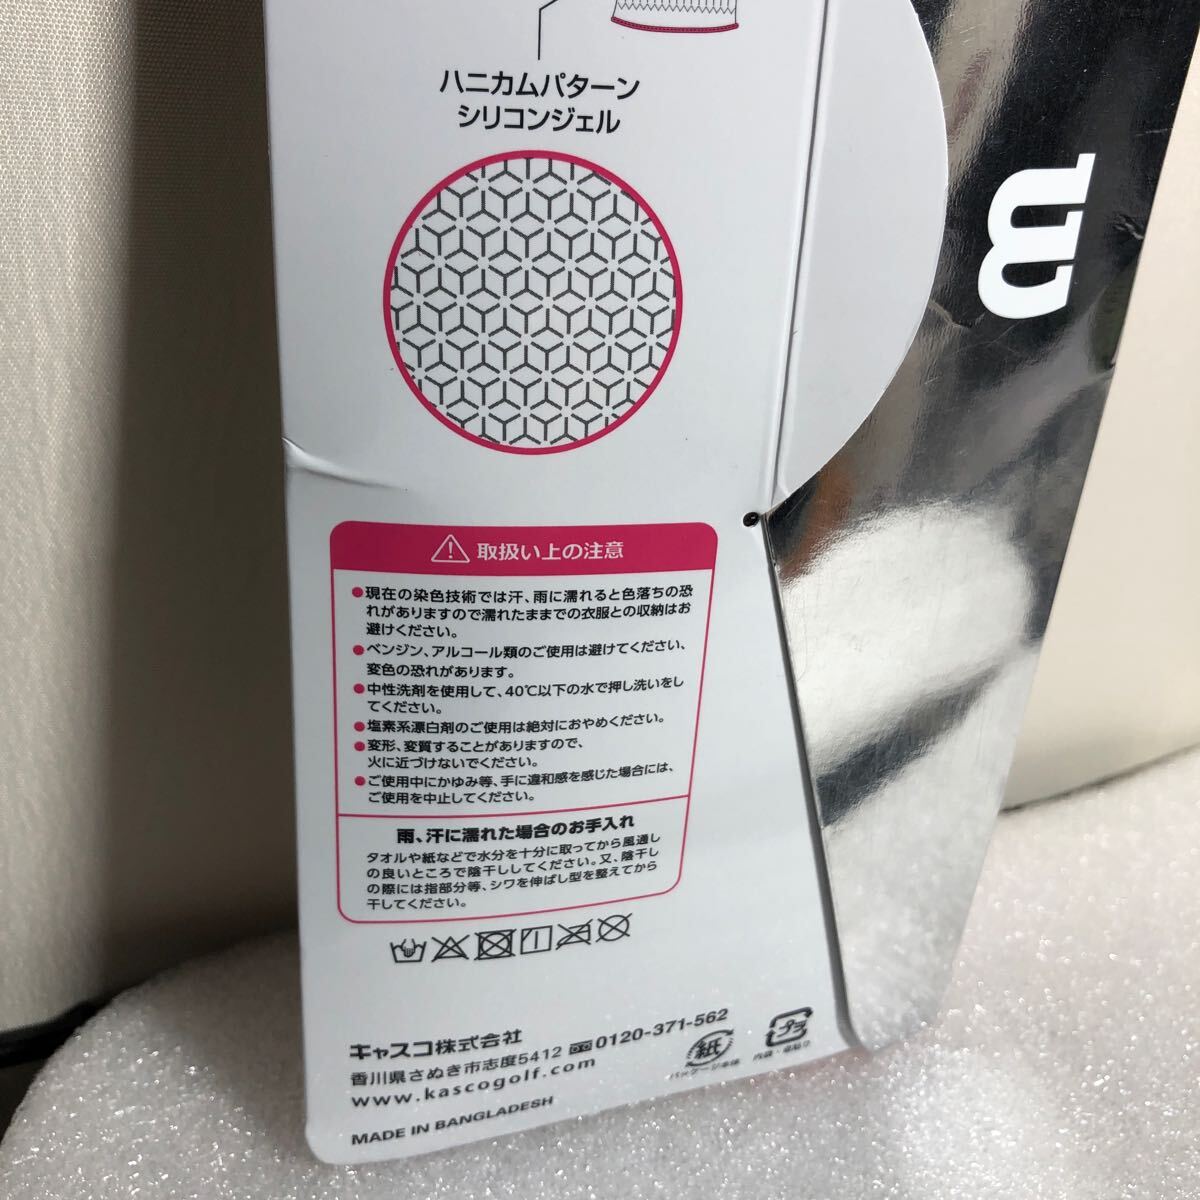 ハニカムパターン
シリコンジェル
m
取扱い上の注意
●現在の染色技術では汗、雨に濡れると色落ちの恐
れがありますので濡れたままでの衣服との収納はお
避けください。
●ベンジン、アルコール類のご使用は避けてください、
変色の恐れがあります。
●中性洗剤を使用して、40℃以下の水で押し洗いをし
てください。
●塩素系漂白剤のご使用は絶対におやめください。
●変形、変質することがありますので、
火に近づけないでください。
●ご使用中にかゆみ等、手に違和感を感じた場合には、
ご使用を中止してください。
雨、汗に濡れた場合のお手入れ
タオルや紙などで水分を十分に取ってから風通し
の良いところで陰干ししてください。又、陰干し
の際には指部分等、シワを伸ばし型を整えてから
干してください。
キャスコ株式会社
香川県さぬき市志度5412 0120-371-562
www.kascogolf.com
MADE IN BANGLADESH
紙
パッケージ本体
プラ
内袋・